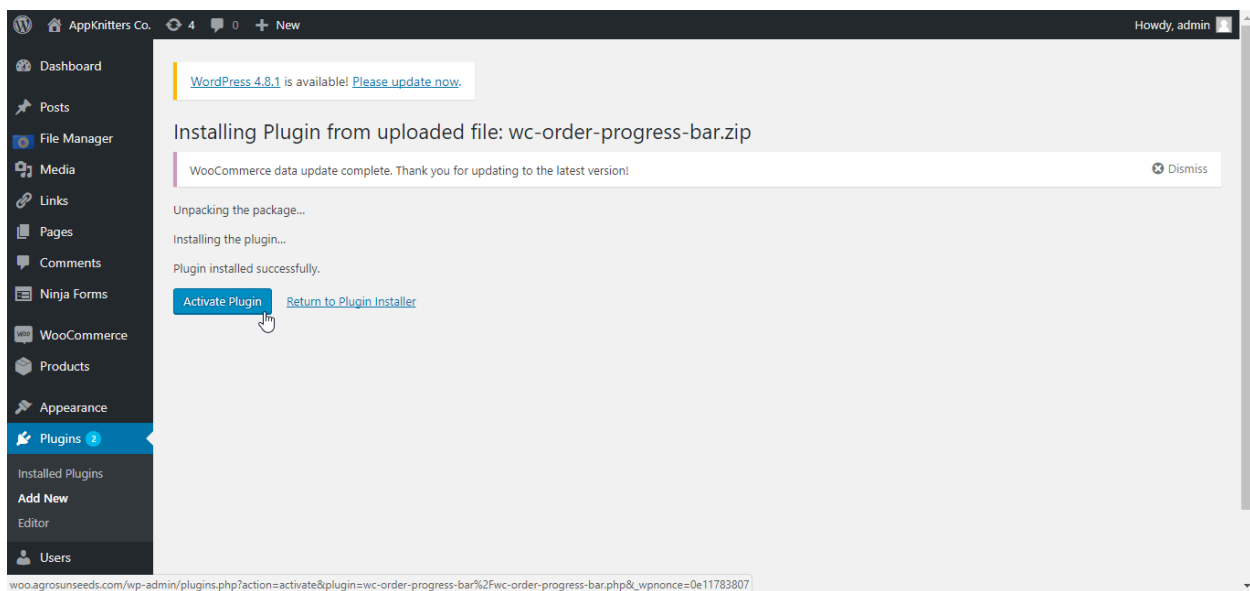 AppKnitters Co. 4 0 New Howdy, admin
Dashboard
Posts
File Manager
Media
Links
Pages
Comments
Ninja Forms
WooCommerce
Products
Appearance
Plugins 2
Installed Plugins
Add New
Editor
Users
WordPress 4.8.1 is available! Please update now.
Installing Plugin from uploaded file: wc-order-progress-bar.zip
WooCommerce data update complete. Thank you for updating to the latest version! Dismiss
Unpacking the package...
Installing the plugin...
Plugin installed successfully.
Activate Plugin Return to Plugin Installer
woo.agrosunseeds.com/wp-admin/plugins.php?action=activate&plugin=wc-order-progress-bar%2Fwc-order-progress-bar.php&_wpnonce=0e11783807